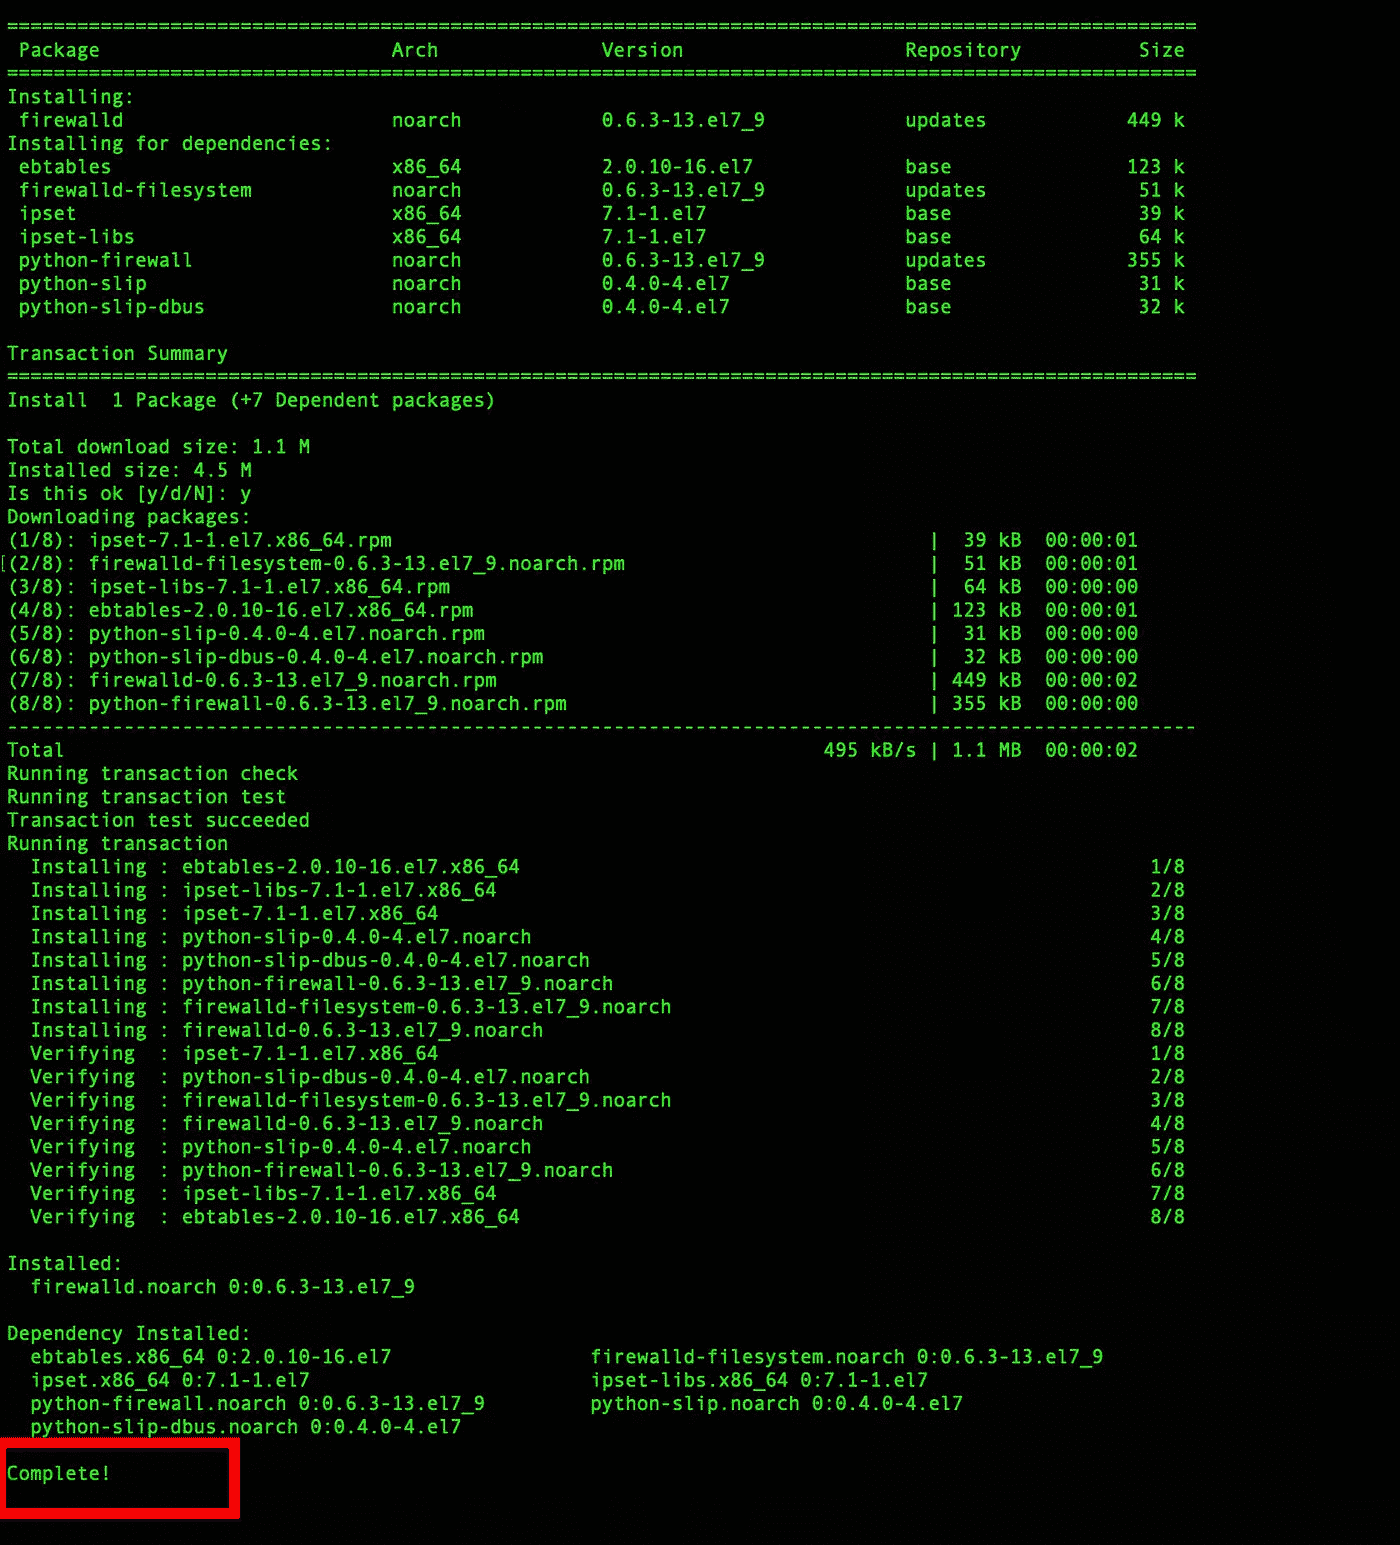 ================================================================================
Package Arch Version Repository Size
================================================================================
Installing:
firewalld noarch 0.6.3-13.el7_9 updates 449 k
Installing for dependencies:
ebtables x86_64 2.0.10-16.el7 base 123 k
firewalld-filesystem noarch 0.6.3-13.el7_9 updates 51 k
ipset x86_64 7.1-1.el7 base 39 k
ipset-libs x86_64 7.1-1.el7 base 64 k
python-firewall noarch 0.6.3-13.el7_9 updates 355 k
python-slip noarch 0.4.0-4.el7 base 31 k
python-slip-dbus noarch 0.4.0-4.el7 base 32 k
Transaction Summary
================================================================================
Install 1 Package (+7 Dependent packages)
Total download size: 1.1 M
Installed size: 4.5 M
Is this ok [y/d/N]: y
Downloading packages:
(1/8): ipset-7.1-1.el7.x86_64.rpm | 39 kB 00:00:01
[(2/8): firewalld-filesystem-0.6.3-13.el7_9.noarch.rpm | 51 kB 00:00:01
(3/8): ipset-libs-7.1-1.el7.x86_64.rpm | 64 kB 00:00:00
(4/8): ebtables-2.0.10-16.el7.x86_64.rpm | 123 kB 00:00:01
(5/8): python-slip-0.4.0-4.el7.noarch.rpm | 31 kB 00:00:00
(6/8): python-slip-dbus-0.4.0-4.el7.noarch.rpm | 32 kB 00:00:00
(7/8): firewalld-0.6.3-13.el7_9.noarch.rpm | 449 kB 00:00:02
(8/8): python-firewall-0.6.3-13.el7_9.noarch.rpm | 355 kB 00:00:00
--------------------------------------------------------------------------------
Total 495 kB/s | 1.1 MB 00:00:02
Running transaction check
Running transaction test
Transaction test succeeded
Running transaction
Installing : ebtables-2.0.10-16.el7.x86_64 1/8
Installing : ipset-libs-7.1-1.el7.x86_64 2/8
Installing : ipset-7.1-1.el7.x86_64 3/8
Installing : python-slip-0.4.0-4.el7.noarch 4/8
Installing : python-slip-dbus-0.4.0-4.el7.noarch 5/8
Installing : python-firewall-0.6.3-13.el7_9.noarch 6/8
Installing : firewalld-filesystem-0.6.3-13.el7_9.noarch 7/8
Installing : firewalld-0.6.3-13.el7_9.noarch 8/8
Verifying : ipset-7.1-1.el7.x86_64 1/8
Verifying : python-slip-dbus-0.4.0-4.el7.noarch 2/8
Verifying : firewalld-filesystem-0.6.3-13.el7_9.noarch 3/8
Verifying : firewalld-0.6.3-13.el7_9.noarch 4/8
Verifying : python-slip-0.4.0-4.el7.noarch 5/8
Verifying : python-firewall-0.6.3-13.el7_9.noarch 6/8
Verifying : ipset-libs-7.1-1.el7.x86_64 7/8
Verifying : ebtables-2.0.10-16.el7.x86_64 8/8
Installed:
firewalld.noarch 0:0.6.3-13.el7_9
Dependency Installed:
ebtables.x86_64 0:2.0.10-16.el7 firewalld-filesystem.noarch 0:0.6.3-13.el7_9
ipset.x86_64 0:7.1-1.el7 ipset-libs.x86_64 0:7.1-1.el7
python-firewall.noarch 0:0.6.3-13.el7_9 python-slip.noarch 0:0.4.0-4.el7
python-slip-dbus.noarch 0:0.4.0-4.el7
Complete!